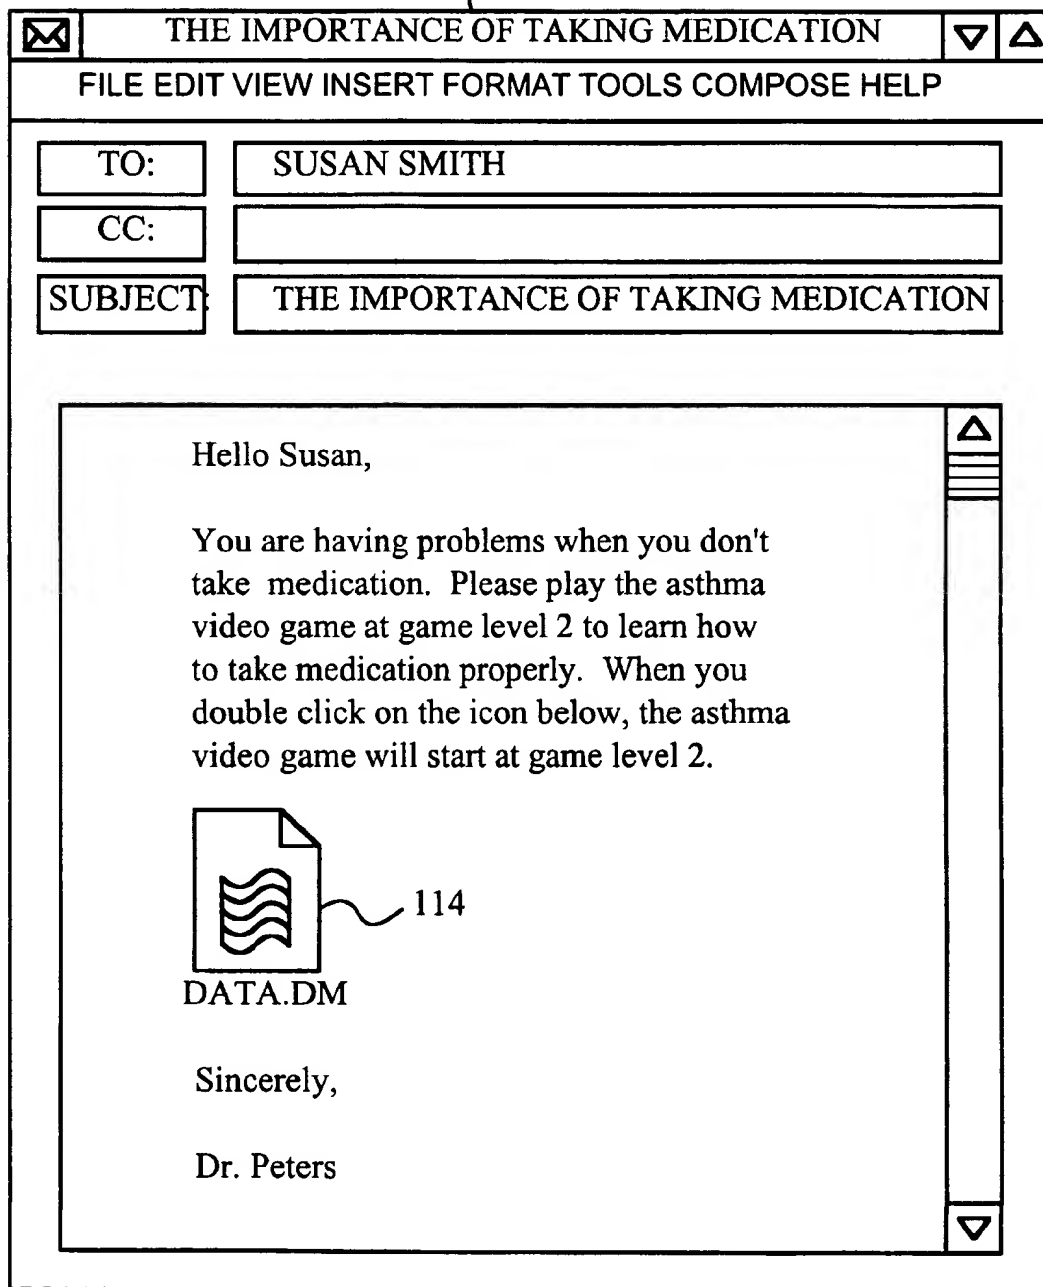 THE IMPORTANCE OF TAKING MEDICATION
FILE EDIT VIEW INSERT FORMAT TOOLS COMPOSE HELP
TO: SUSAN SMITH
CC:
SUBJECT: THE IMPORTANCE OF TAKING MEDICATION
Hello Susan,
You are having problems when you don't
take medication. Please play the asthma
video game at game level 2 to learn how
to take medication properly. When you
double click on the icon below, the asthma
video game will start at game level 2.
114
DATA.DM
Sincerely,
Dr. Peters